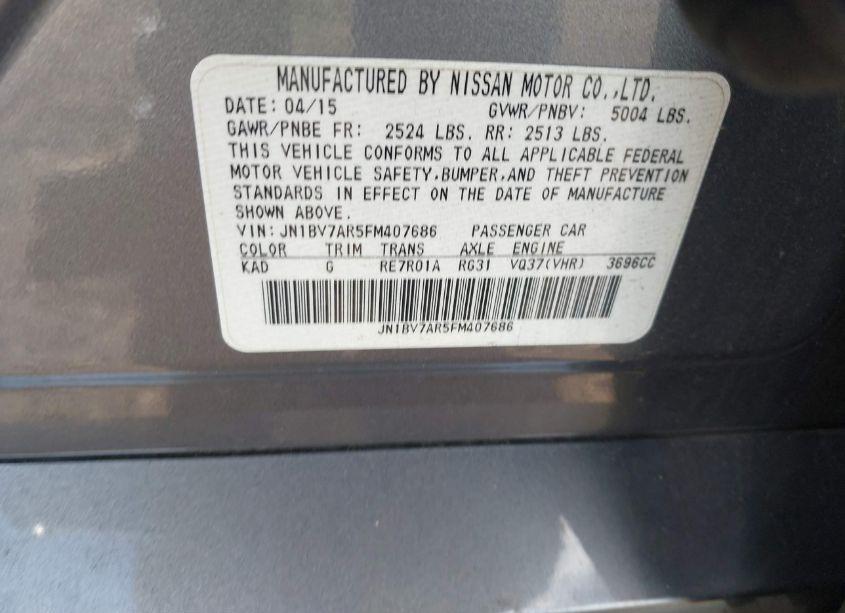 MANUFACTURED BY NISSAN MOTOR CO.,LTD.
DATE: 04/15 GVWR/PNBV: 5004 LBS.
GAWR/PNBE FR: 2524 LBS. RR: 2513 LBS.
THIS VEHICLE CONFORMS TO ALL APPLICABLE FEDERAL
MOTOR VEHICLE SAFETY,BUMPER,AND THEFT PREVENTION
STANDARDS IN EFFECT ON THE DATE OF MANUFACTURE
SHOWN ABOVE.
VIN: JN1BV7AR5FM407686 PASSENGER CAR
COLOR TRIM TRANS AXLE ENGINE
KAD G RE7R01A RG31 VQ37(VHR) 3696CC
JN1BV7AR5FM407686